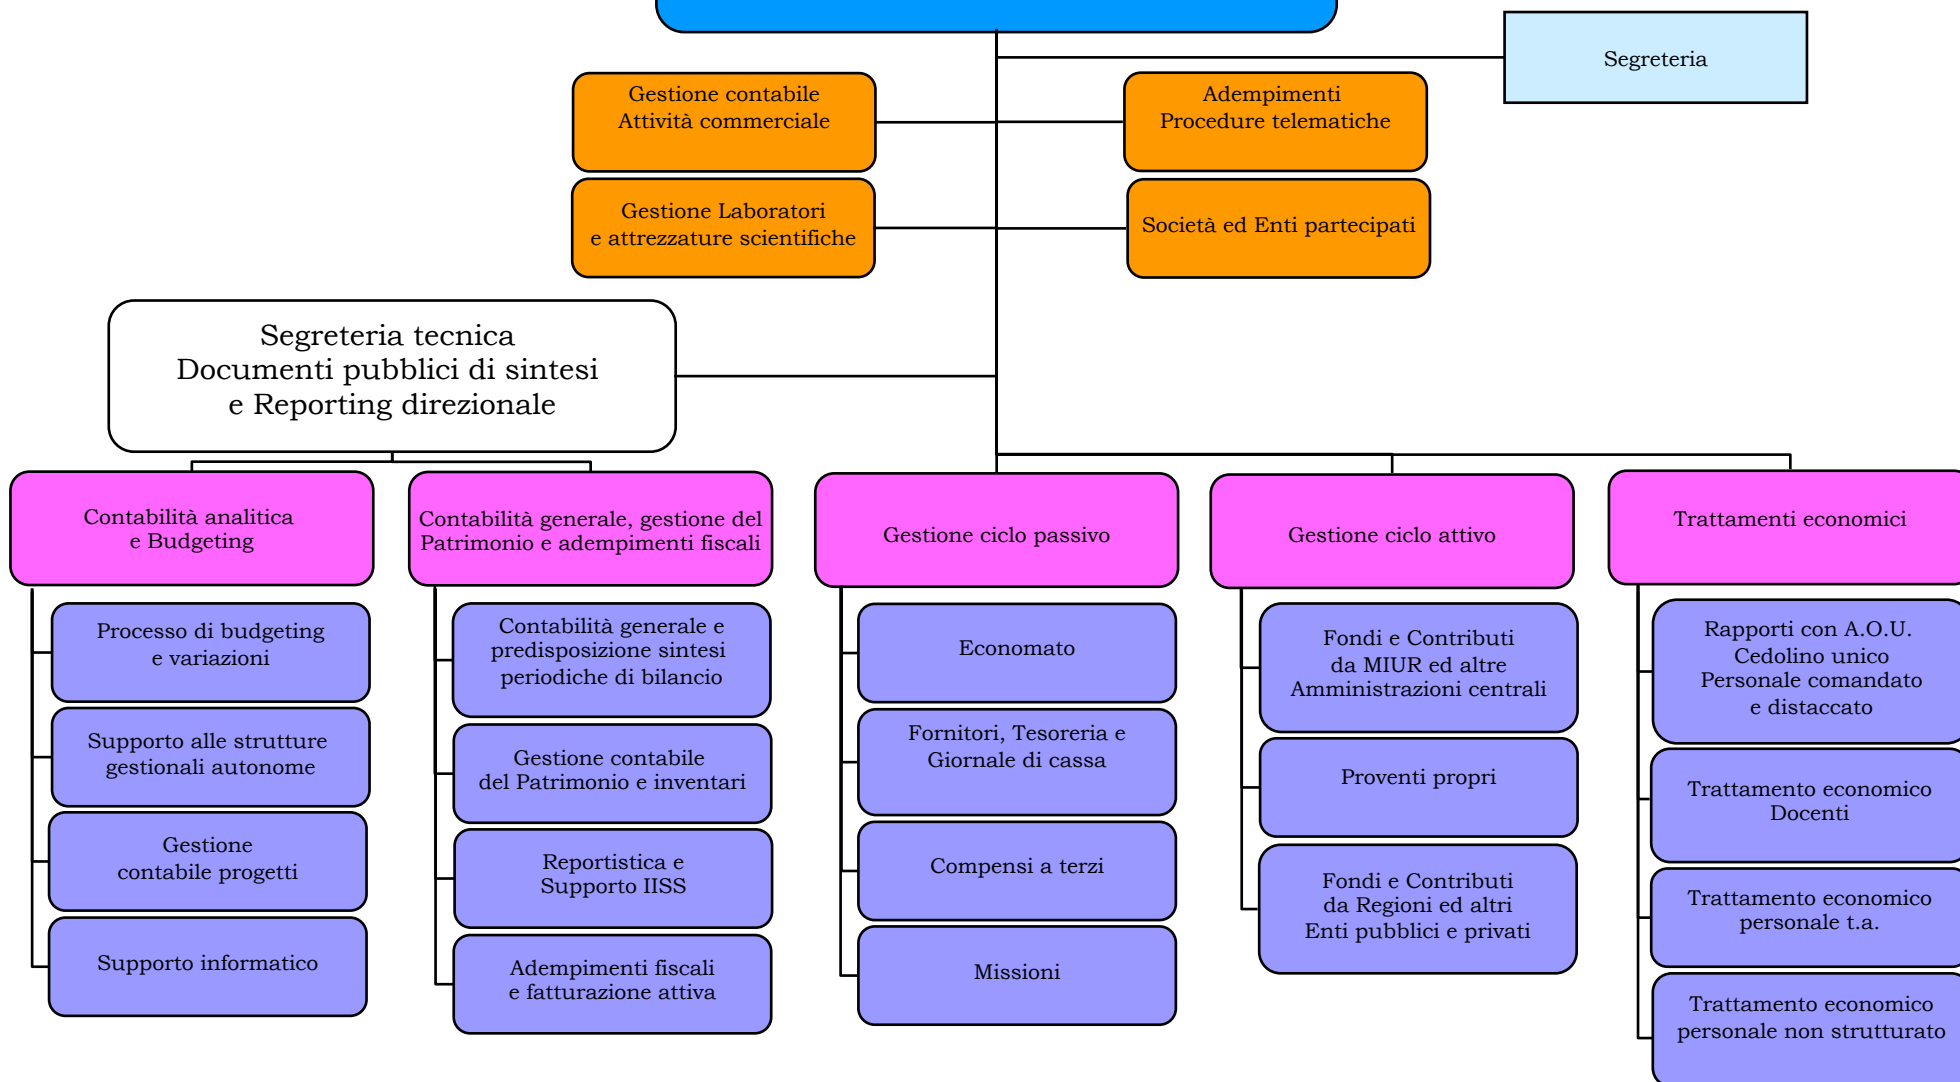 Segreteria
Gestione contabile
Attività commerciale
Adempimenti
Procedure telematiche
Gestione Laboratori
e attrezzature scientifiche
Società ed Enti partecipati
Segreteria tecnica
Documenti pubblici di sintesi
e Reporting direzionale
Contabilità analitica
e Budgeting
Contabilità generale, gestione del
Patrimonio e adempimenti fiscali
Gestione ciclo passivo
Gestione ciclo attivo
Trattamenti economici
Processo di budgeting
e variazioni
Supporto alle strutture
gestionali autonome
Gestione
contabile progetti
Supporto informatico
Contabilità generale e
predisposizione sintesi
periodiche di bilancio
Gestione contabile
del Patrimonio e inventari
Reportistica e
Supporto IISS
Adempimenti fiscali
e fatturazione attiva
Economato
Fornitori, Tesoreria e
Giornale di cassa
Compensi a terzi
Missioni
Fondi e Contributi
da MIUR ed altre
Amministrazioni centrali
Proventi propri
Fondi e Contributi
da Regioni ed altri
Enti pubblici e privati
Rapporti con A.O.U.
Cedolino unico
Personale comandato
e distaccato
Trattamento economico
Docenti
Trattamento economico
personale t.a.
Trattamento economico
personale non strutturato